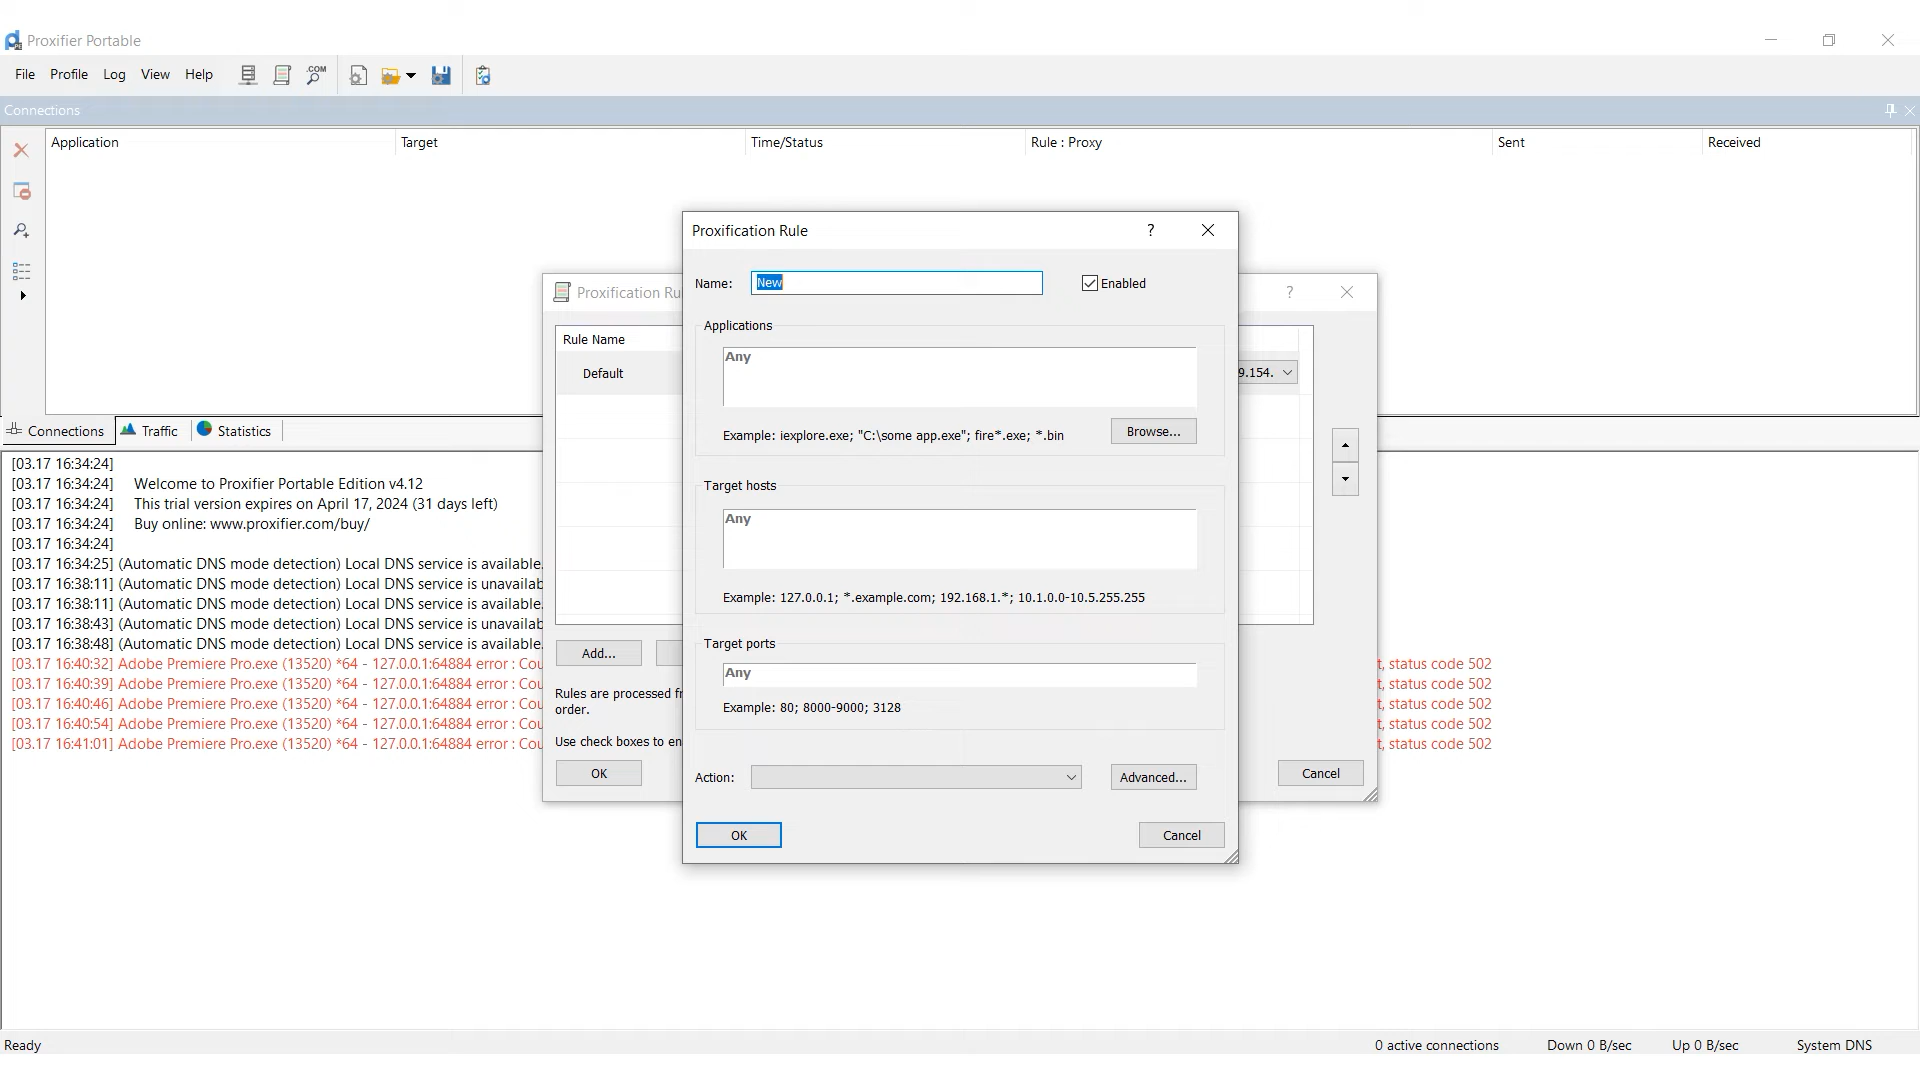 Proxifier Portable
File Profile Log View Help .COM
Connections
Application Target Time/Status Rule : Proxy Sent Received
Proxification Rule ?
Name: New Enabled
Proxification Ru ?
Applications
Rule Name
Any
Default 9.154.
Example: iexplore.exe; "C:\some app.exe"; fire*.exe; *.bin Browse...
Connections Traffic Statistics
Target hosts
Any
Example: 127.0.0.1; *.example.com; 192.168.1.*; 10.1.0.0-10.5.255.255
Target ports
Any
Example: 80; 8000-9000; 3128
Action: Advanced...
OK Cancel
Add...
Rules are processed fr
order.
Use check boxes to en
OK Cancel
[03.17 16:34:24]
[03.17 16:34:24] Welcome to Proxifier Portable Edition v4.12
[03.17 16:34:24] This trial version expires on April 17, 2024 (31 days left)
[03.17 16:34:24] Buy online: www.proxifier.com/buy/
[03.17 16:34:24]
[03.17 16:34:25] (Automatic DNS mode detection) Local DNS service is available.
[03.17 16:38:11] (Automatic DNS mode detection) Local DNS service is unavailab
[03.17 16:38:11] (Automatic DNS mode detection) Local DNS service is available.
[03.17 16:38:43] (Automatic DNS mode detection) Local DNS service is unavailab
[03.17 16:38:48] (Automatic DNS mode detection) Local DNS service is available.
[03.17 16:40:32] Adobe Premiere Pro.exe (13520) *64 - 127.0.0.1:64884 error : Cou t, status code 502
[03.17 16:40:39] Adobe Premiere Pro.exe (13520) *64 - 127.0.0.1:64884 error : Cou t, status code 502
[03.17 16:40:46] Adobe Premiere Pro.exe (13520) *64 - 127.0.0.1:64884 error : Cou t, status code 502
[03.17 16:40:54] Adobe Premiere Pro.exe (13520) *64 - 127.0.0.1:64884 error : Cou t, status code 502
[03.17 16:41:01] Adobe Premiere Pro.exe (13520) *64 - 127.0.0.1:64884 error : Cou t, status code 502
Ready 0 active connections Down 0 B/sec Up 0 B/sec System DNS